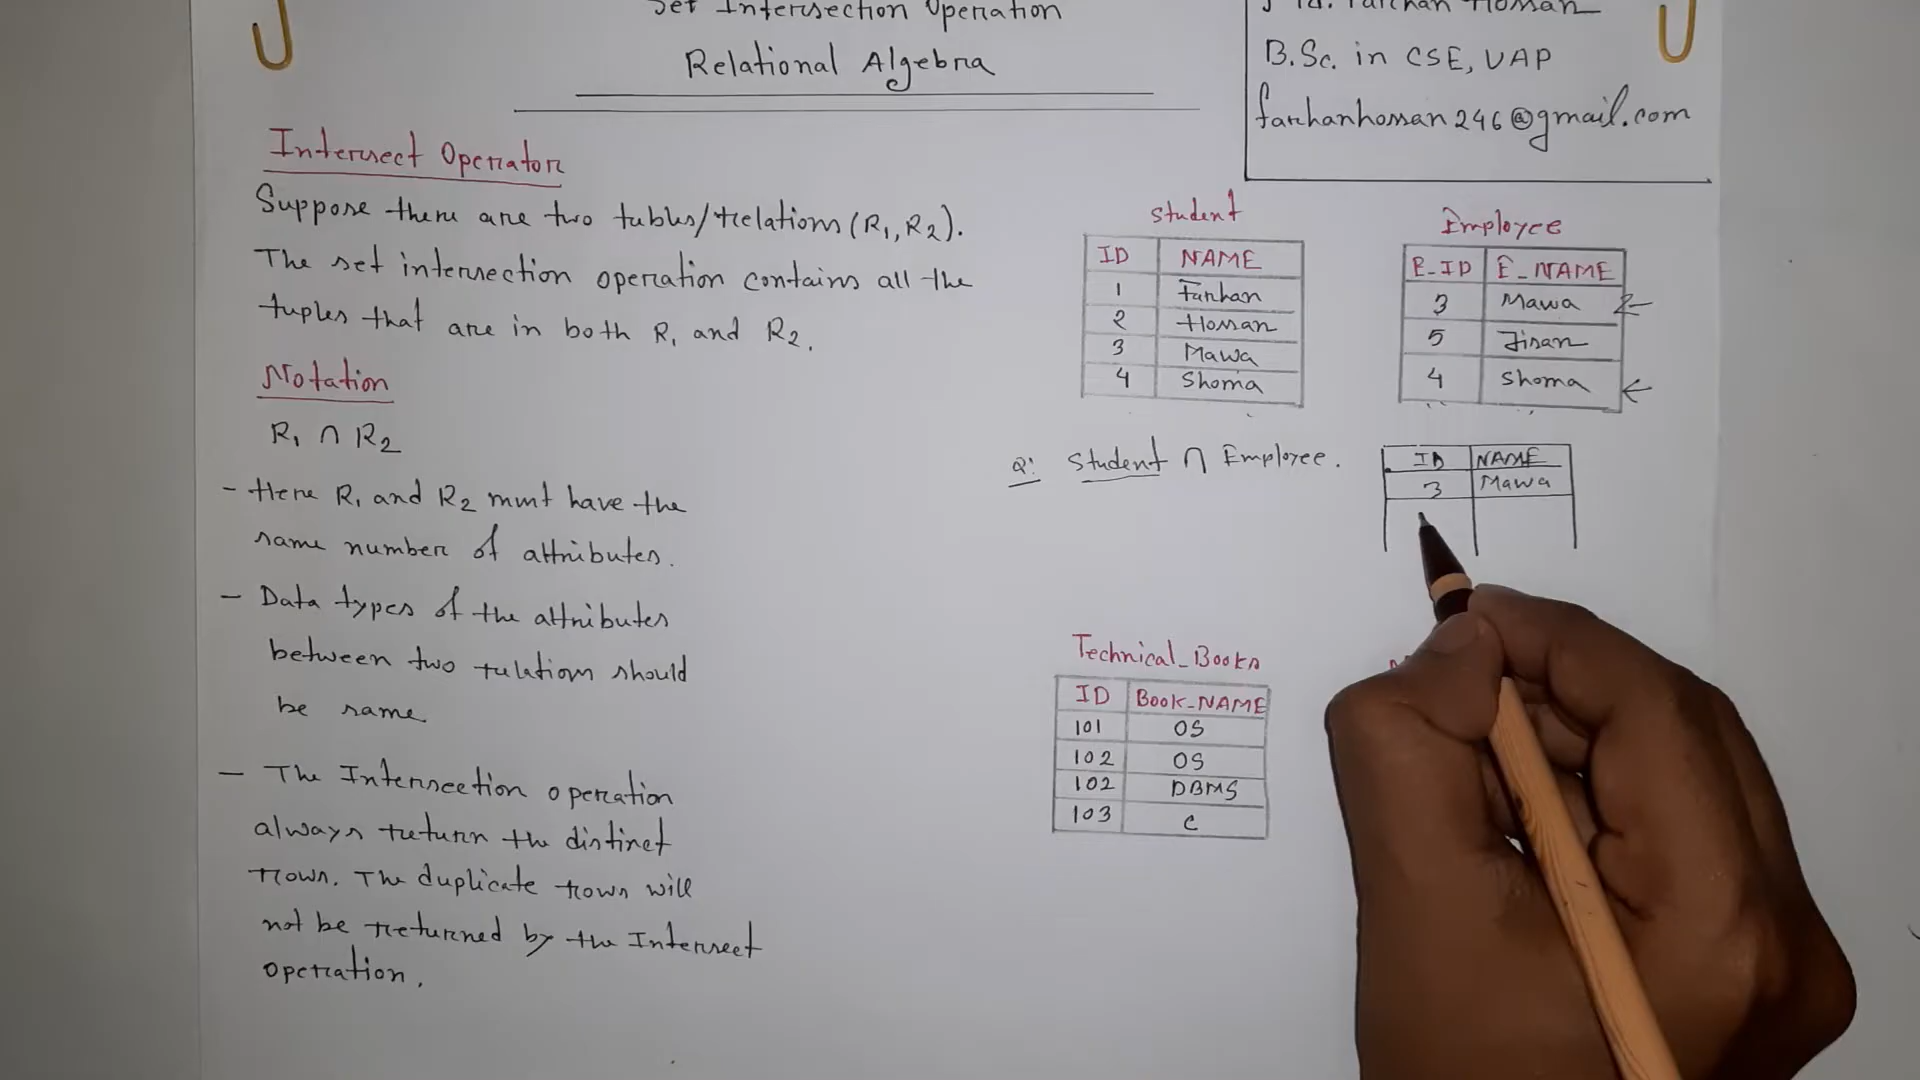 Set Intersection Operation
Relational Algebra
Md. Farhan Hossan
B.Sc. in CSE, UAP
farhanhossan246@gmail.com
Intersect Operator
Suppose there are two tables/relations (R1, R2).
The set intersection operation contains all the
tuples that are in both R1 and R2.
Notation
R1 ∩ R2
- Here R1 and R2 must have the
same number of attributes.
- Data types of the attributes
between two relations should
be same
- The Intersection operation
always return the distinct
rows. The duplicate rows will
not be returned by the Intersect
operation.
Student
ID NAME
1 Farhan
2 Hossan
3 Mawa
4 Shoma
Employee
E_ID E_NAME
3 Mawa
5 Jisan
4 Shoma
Q: Student ∩ Employee.
ID NAME
3 Mawa
Technical_Books
ID Book_NAME
101 OS
102 OS
102 DBMS
103 C